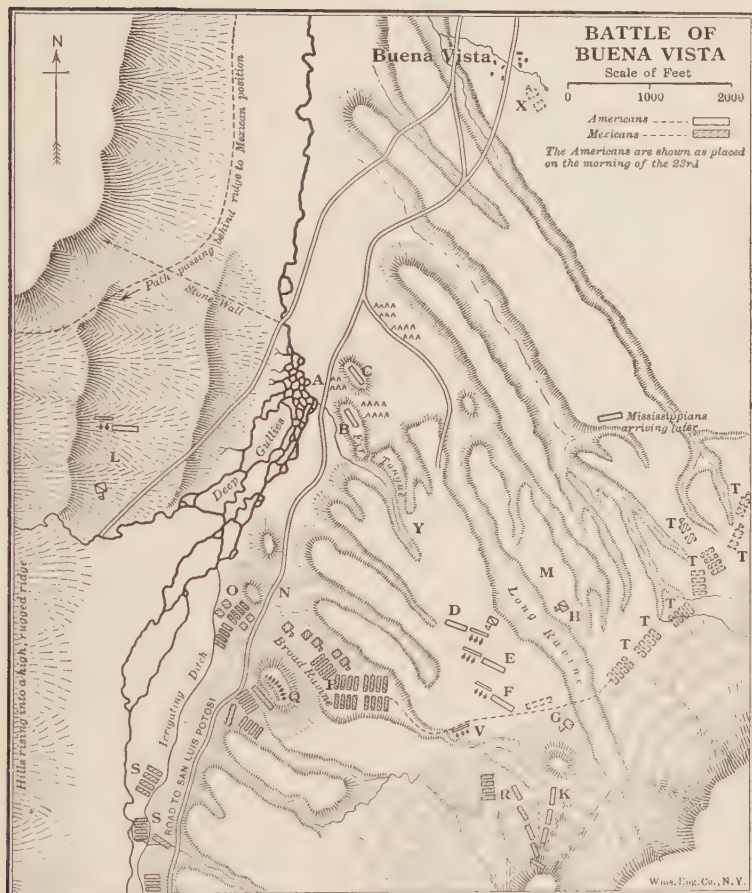 N
Buena Vista
BATTLE OF
BUENA VISTA
Scale of Feet
0 1000 2000
Americans
Mexicans
The Americans are shown as placed
on the morning of the 23rd
X
Path passing behind ridge to Mexican position
Stone Wall
A
C
B
Deep Gullies
Tongue
Y
L
Mississippians
arriving later
T
T
T
T
T
T
M
H
Long Ravine
D
E
F
G
V
O
N
Broad Ravine
P
Q
Irrigating Ditch
ROAD TO SAN LUIS POTOSI
S
S
R
K
Hills rising into a high, rugged ridge
Wms. Eng. Co., N.Y.